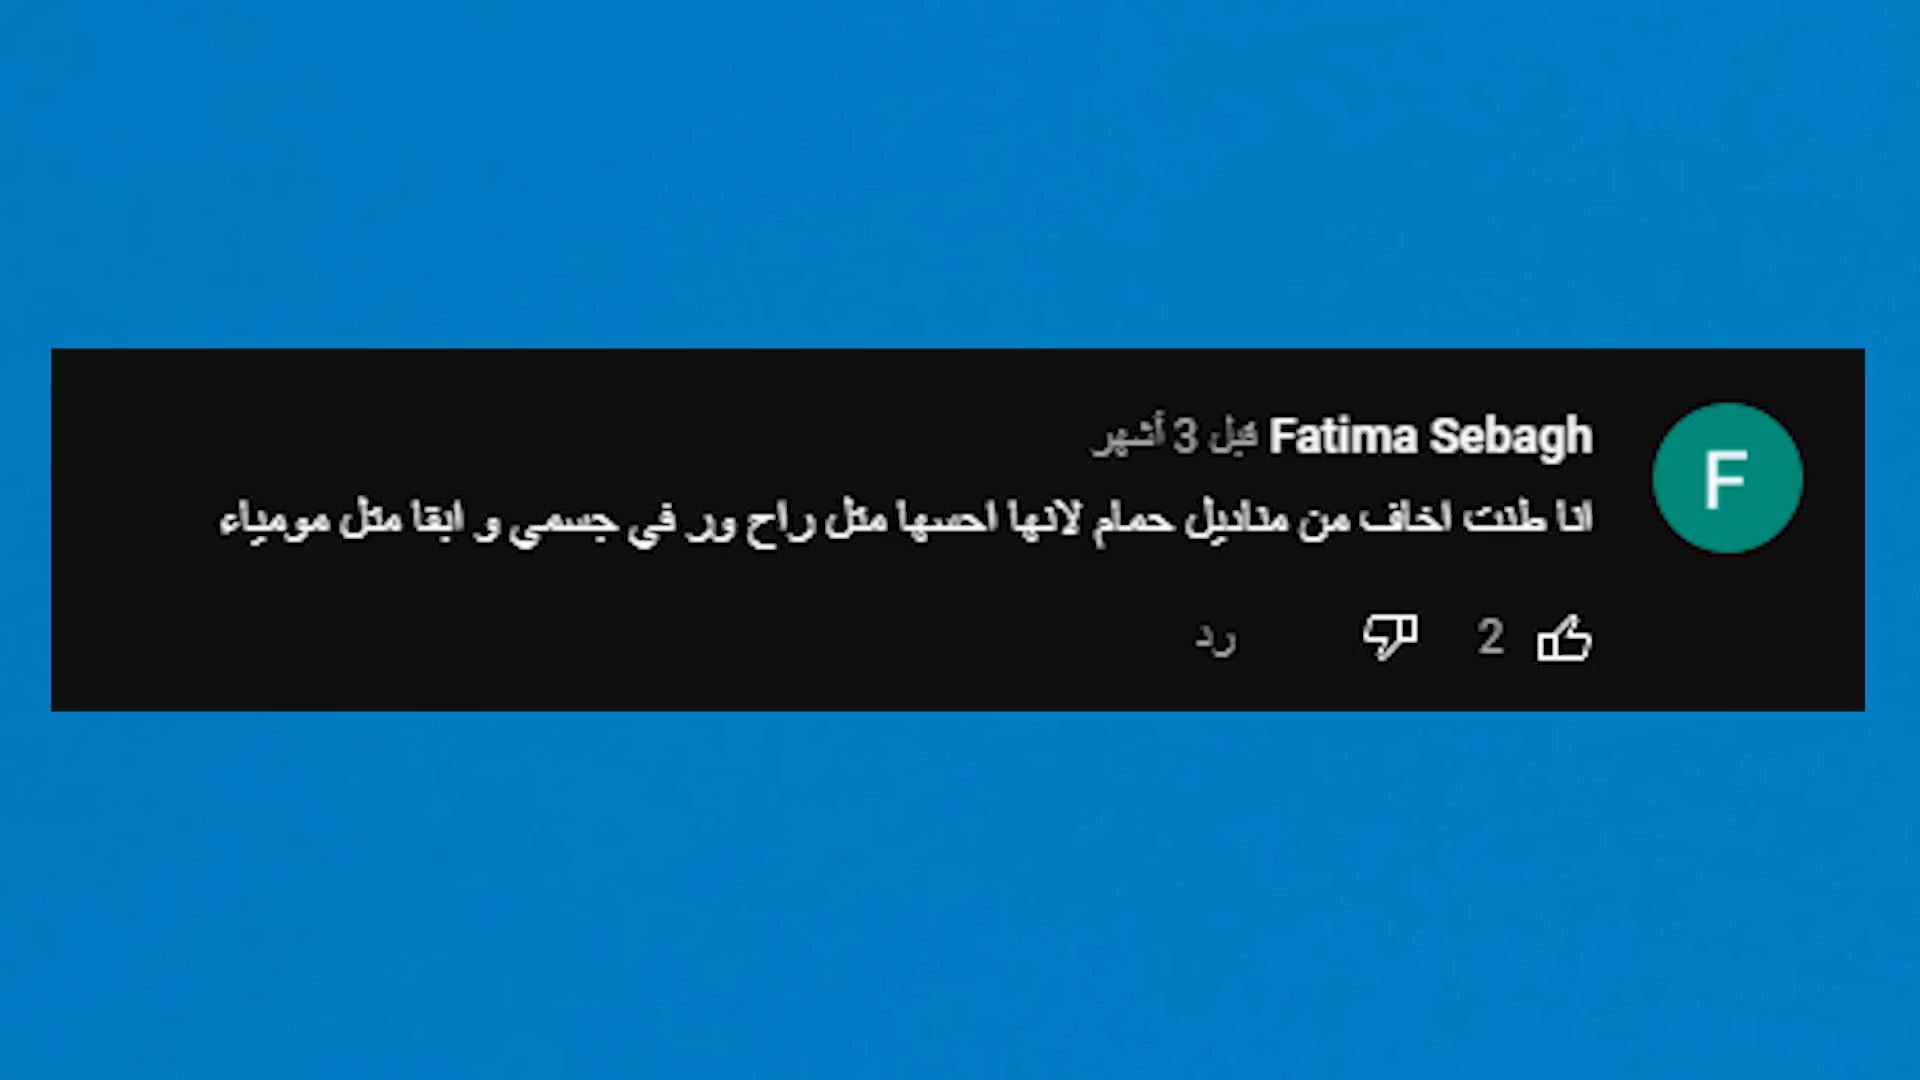 F
Fatima Sebagh قبل 3 أشهر
انا طنت اخاف من مناديل حمام لانها احسها مثل راح ور في جسمي و ابقا مثل مومياء
2 رد